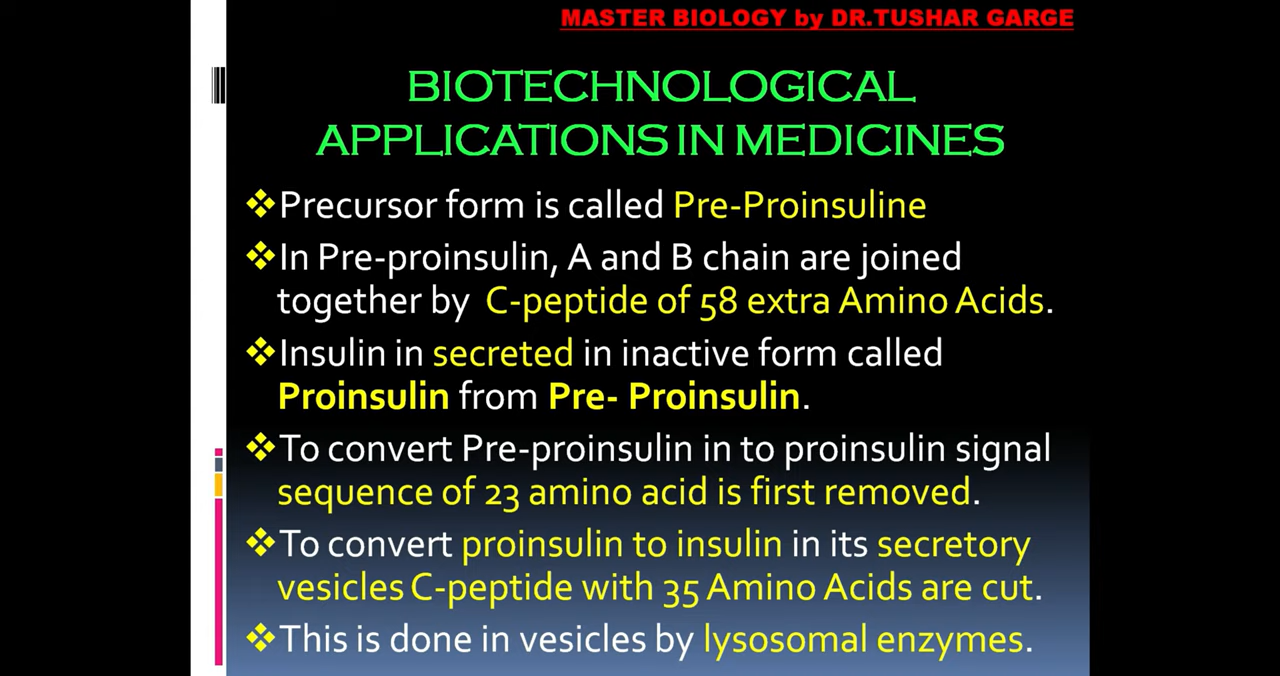 MASTER BIOLOGY by DR.TUSHAR GARGE
BIOTECHNOLOGICAL
APPLICATIONS IN MEDICINES
❖Precursor form is called Pre-Proinsuline
❖In Pre-proinsulin, A and B chain are joined
together by C-peptide of 58 extra Amino Acids.
❖Insulin in secreted in inactive form called
Proinsulin from Pre- Proinsulin.
❖To convert Pre-proinsulin in to proinsulin signal
sequence of 23 amino acid is first removed.
❖To convert proinsulin to insulin in its secretory
vesicles C-peptide with 35 Amino Acids are cut.
❖This is done in vesicles by lysosomal enzymes.